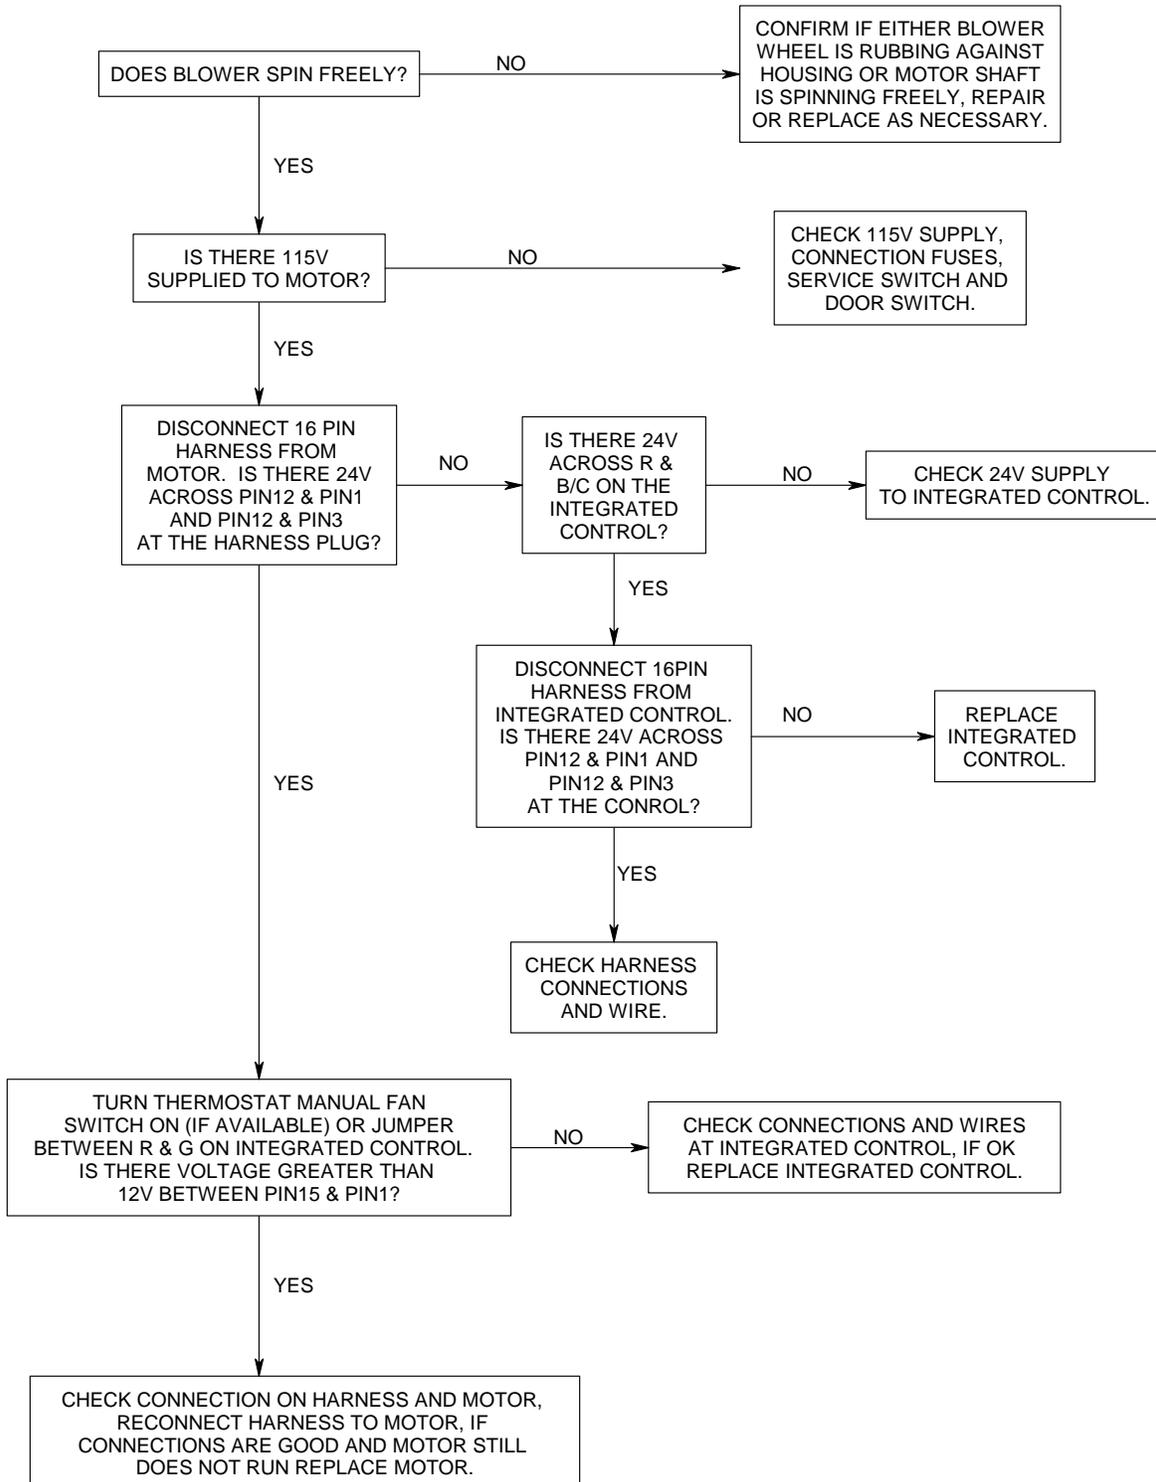 DOES BLOWER SPIN FREELY?
NO
CONFIRM IF EITHER BLOWER
WHEEL IS RUBBING AGAINST
HOUSING OR MOTOR SHAFT
IS SPINNING FREELY, REPAIR
OR REPLACE AS NECESSARY.
YES
IS THERE 115V
SUPPLIED TO MOTOR?
NO
CHECK 115V SUPPLY,
CONNECTION FUSES,
SERVICE SWITCH AND
DOOR SWITCH.
YES
DISCONNECT 16 PIN
HARNESS FROM
MOTOR. IS THERE 24V
ACROSS PIN12 & PIN1
AND PIN12 & PIN3
AT THE HARNESS PLUG?
NO
IS THERE 24V
ACROSS R &
B/C ON THE
INTEGRATED
CONTROL?
NO
CHECK 24V SUPPLY
TO INTEGRATED CONTROL.
YES
DISCONNECT 16PIN
HARNESS FROM
INTEGRATED CONTROL.
IS THERE 24V ACROSS
PIN12 & PIN1 AND
PIN12 & PIN3
AT THE CONROL?
NO
REPLACE
INTEGRATED
CONTROL.
YES
YES
CHECK HARNESS
CONNECTIONS
AND WIRE.
TURN THERMOSTAT MANUAL FAN
SWITCH ON (IF AVAILABLE) OR JUMPER
BETWEEN R & G ON INTEGRATED CONTROL.
IS THERE VOLTAGE GREATER THAN
12V BETWEEN PIN15 & PIN1?
NO
CHECK CONNECTIONS AND WIRES
AT INTEGRATED CONTROL, IF OK
REPLACE INTEGRATED CONTROL.
YES
CHECK CONNECTION ON HARNESS AND MOTOR,
RECONNECT HARNESS TO MOTOR, IF
CONNECTIONS ARE GOOD AND MOTOR STILL
DOES NOT RUN REPLACE MOTOR.